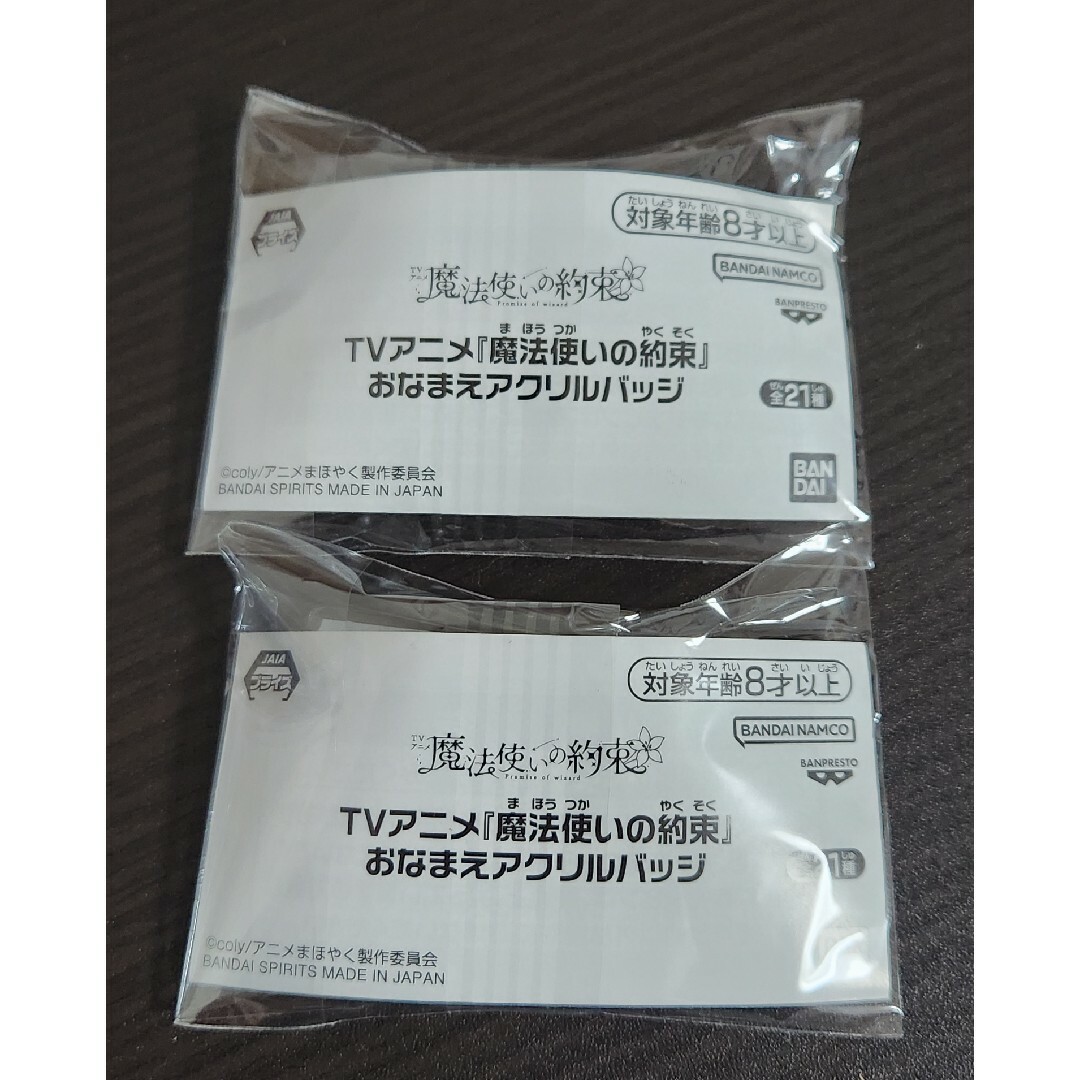 JAIA
プライズ
たいしょうねんれい さい いじょう
対象年齢8才以上
BANDAI NAMCO
BANPRESTO
TVアニメ
魔法使いの約束
Promise of wizard
まほうつか やくそく
TVアニメ『魔法使いの約束』
おなまえアクリルバッジ
ぜん しゅ
全21種
©coly/アニメまほやく製作委員会
BANDAI SPIRITS MADE IN JAPAN
BAN
DAI
JAIA
プライズ
たいしょうねんれい さい いじょう
対象年齢8才以上
BANDAI NAMCO
BANPRESTO
TVアニメ
魔法使いの約束
Promise of wizard
まほうつか やくそく
TVアニメ『魔法使いの約束』
おなまえアクリルバッジ
1種
©coly/アニメまほやく製作委員会
BANDAI SPIRITS MADE IN JAPAN